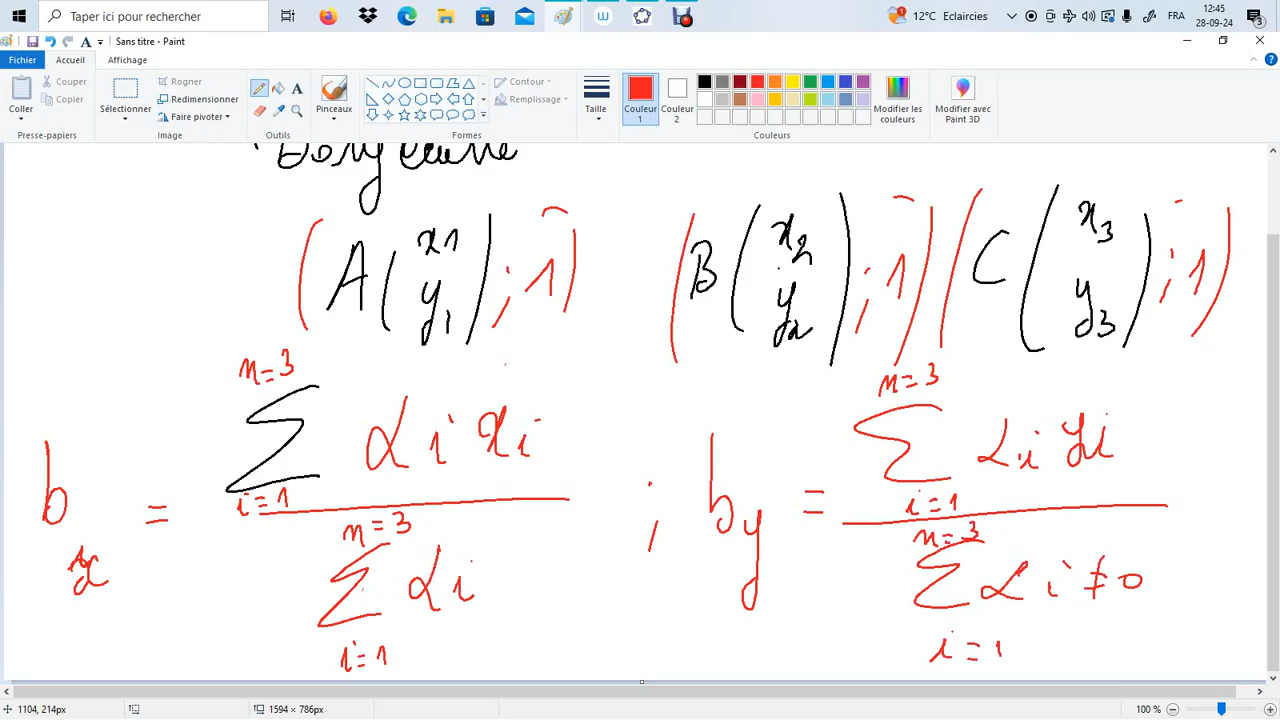 Taper ici pour rechercher
12°C Eclaircies
FRA
12:45
28-09-24
3
Sans titre - Paint
Fichier Accueil Affichage
Coller
Couper
Copier
Presse-papiers
Sélectionner
Rogner
Redimensionner
Faire pivoter
Image
A
Outils
Pinceaux
Contour
Remplissage
Formes
Taille
Couleur 1
Couleur 2
Modifier les couleurs
Couleurs
Modifier avec Paint 3D
(A(x1 y1); 1) (B(x2 y2); 1) (C(x3 y3); 1)
bx = n=3 ∑ i=1 αi xi / n=3 ∑ i=1 αi ; by = n=3 ∑ i=1 αi yi / n=3 ∑ i=1 αi ≠ 0
1104, 214px
1594 × 786px
100 %